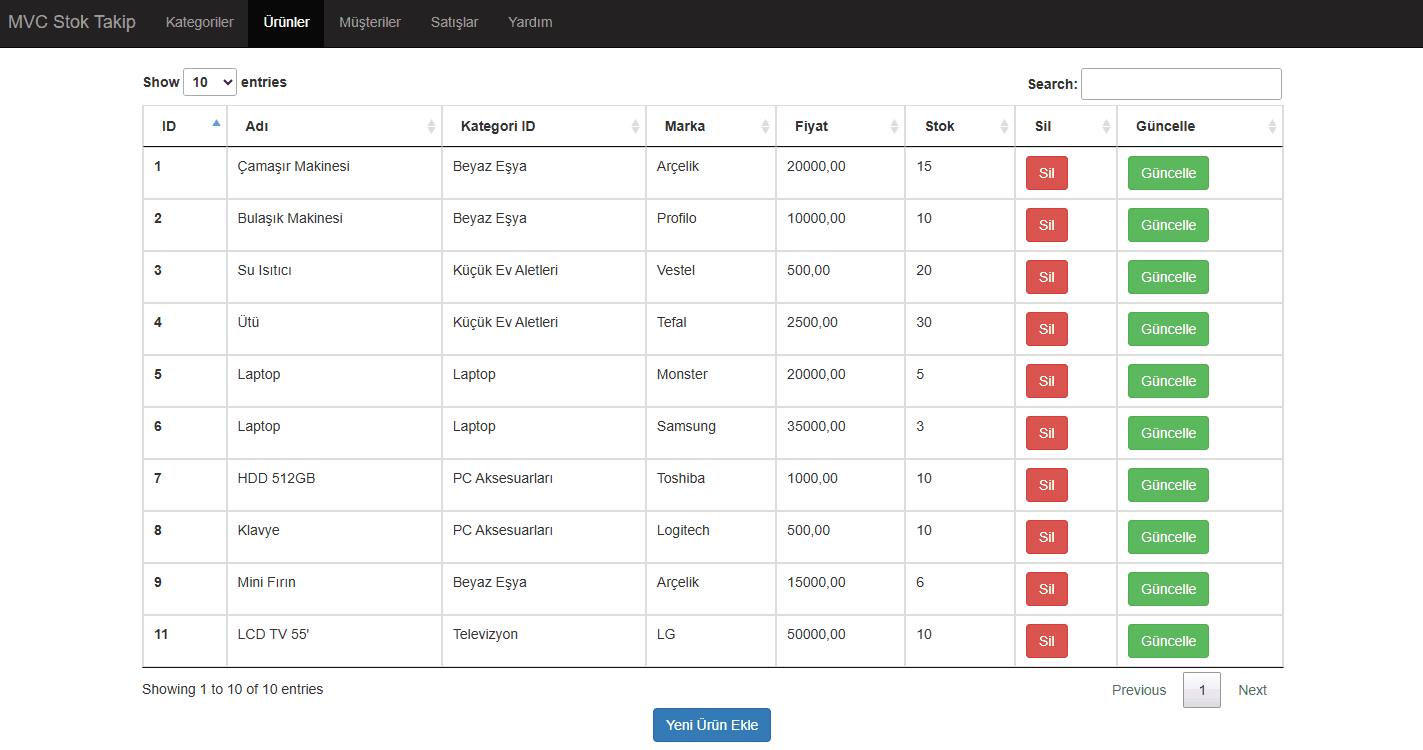 MVC Stok Takip Kategoriler Ürünler Müşteriler Satışlar Yardım
Show 10 entries Search:
ID Adı Kategori ID Marka Fiyat Stok Sil Güncelle
1 Çamaşır Makinesi Beyaz Eşya Arçelik 20000,00 15 Sil Güncelle
2 Bulaşık Makinesi Beyaz Eşya Profilo 10000,00 10 Sil Güncelle
3 Su Isıtıcı Küçük Ev Aletleri Vestel 500,00 20 Sil Güncelle
4 Ütü Küçük Ev Aletleri Tefal 2500,00 30 Sil Güncelle
5 Laptop Laptop Monster 20000,00 5 Sil Güncelle
6 Laptop Laptop Samsung 35000,00 3 Sil Güncelle
7 HDD 512GB PC Aksesuarları Toshiba 1000,00 10 Sil Güncelle
8 Klavye PC Aksesuarları Logitech 500,00 10 Sil Güncelle
9 Mini Fırın Beyaz Eşya Arçelik 15000,00 6 Sil Güncelle
11 LCD TV 55' Televizyon LG 50000,00 10 Sil Güncelle
Showing 1 to 10 of 10 entries Previous 1 Next
Yeni Ürün Ekle